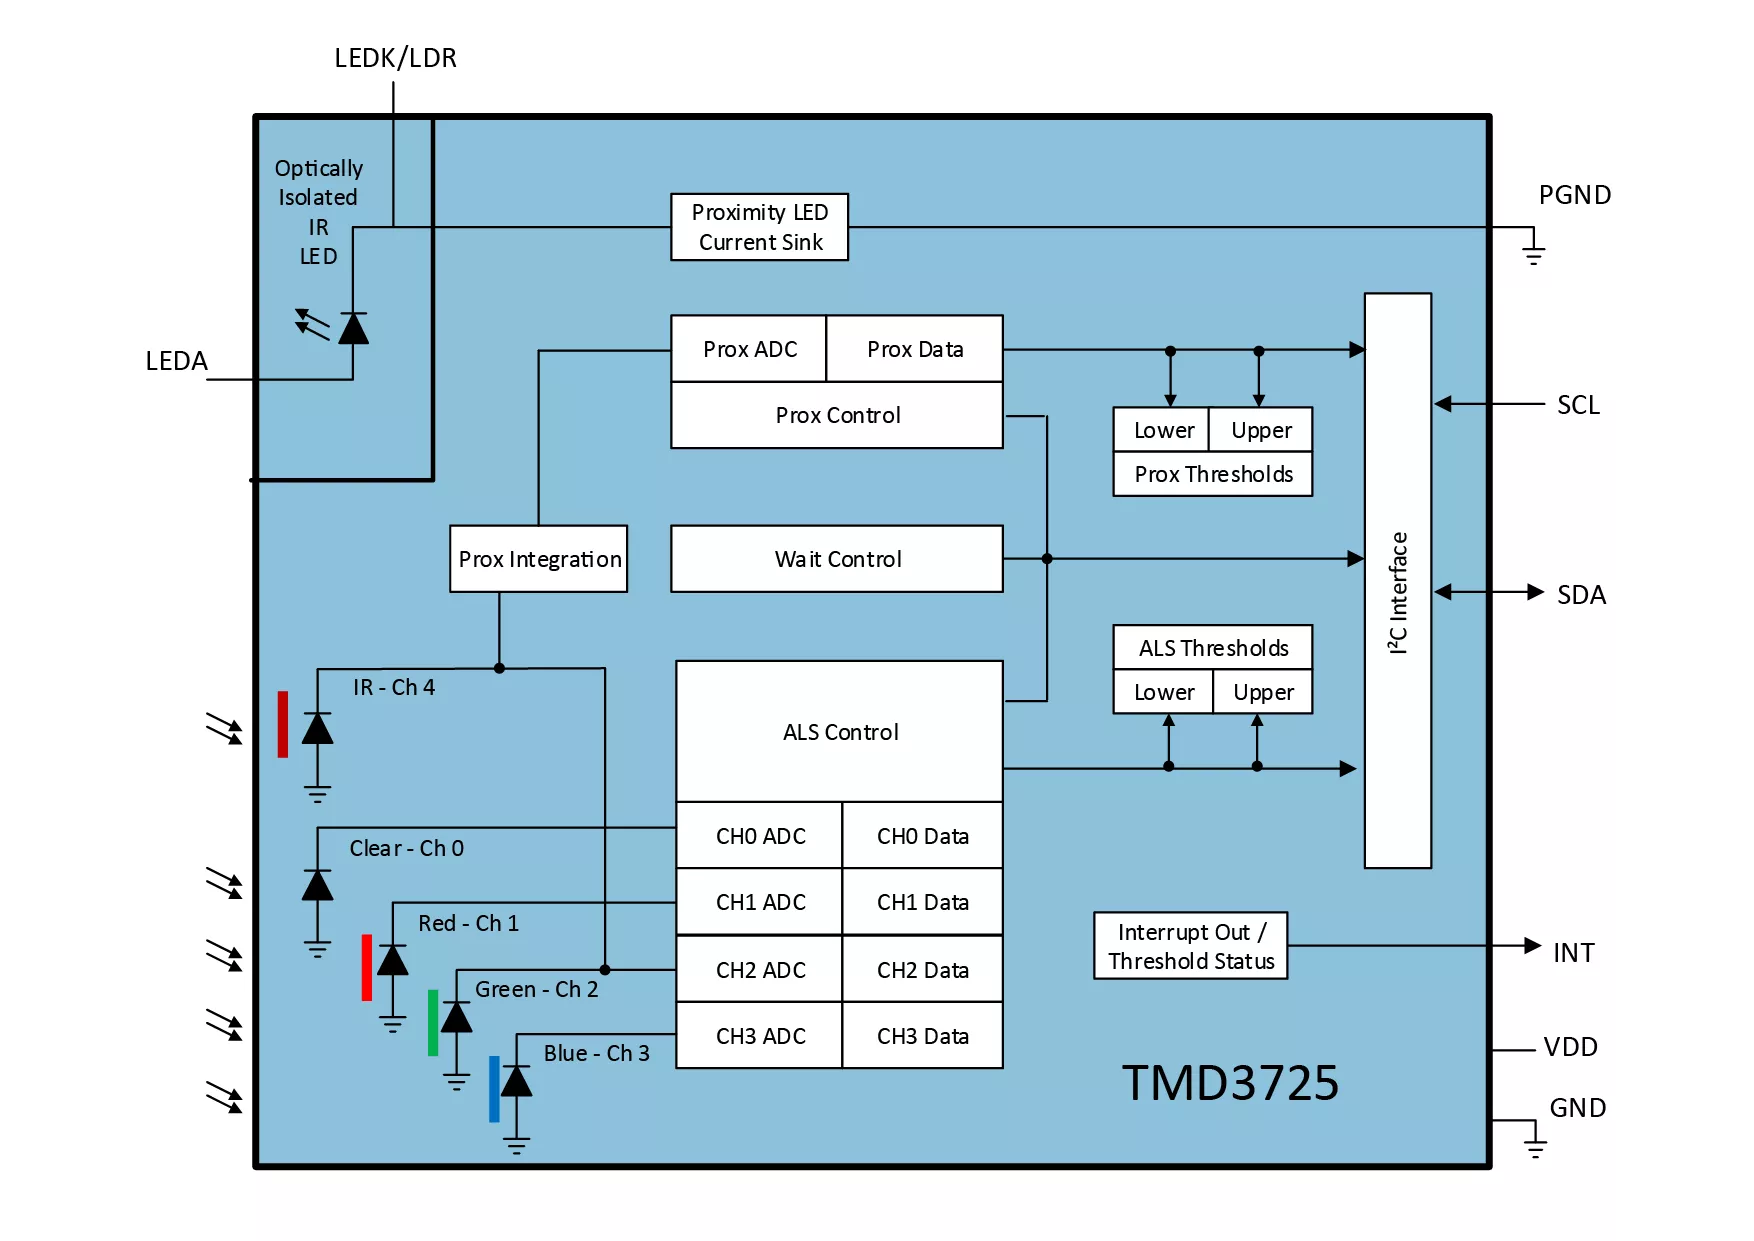 LEDK/LDR
Optically
Isolated
IR
LED
Proximity LED
Current Sink
PGND
LEDA
Prox ADC
Prox Data
Prox Control
SCL
Lower
Upper
Prox Thresholds
Prox Integration
Wait Control
I²C Interface
SDA
ALS Thresholds
Lower
Upper
IR - Ch 4
ALS Control
Clear - Ch 0
CH0 ADC
CH0 Data
Red - Ch 1
CH1 ADC
CH1 Data
Interrupt Out /
Threshold Status
INT
Green - Ch 2
CH2 ADC
CH2 Data
Blue - Ch 3
CH3 ADC
CH3 Data
VDD
TMD3725
GND